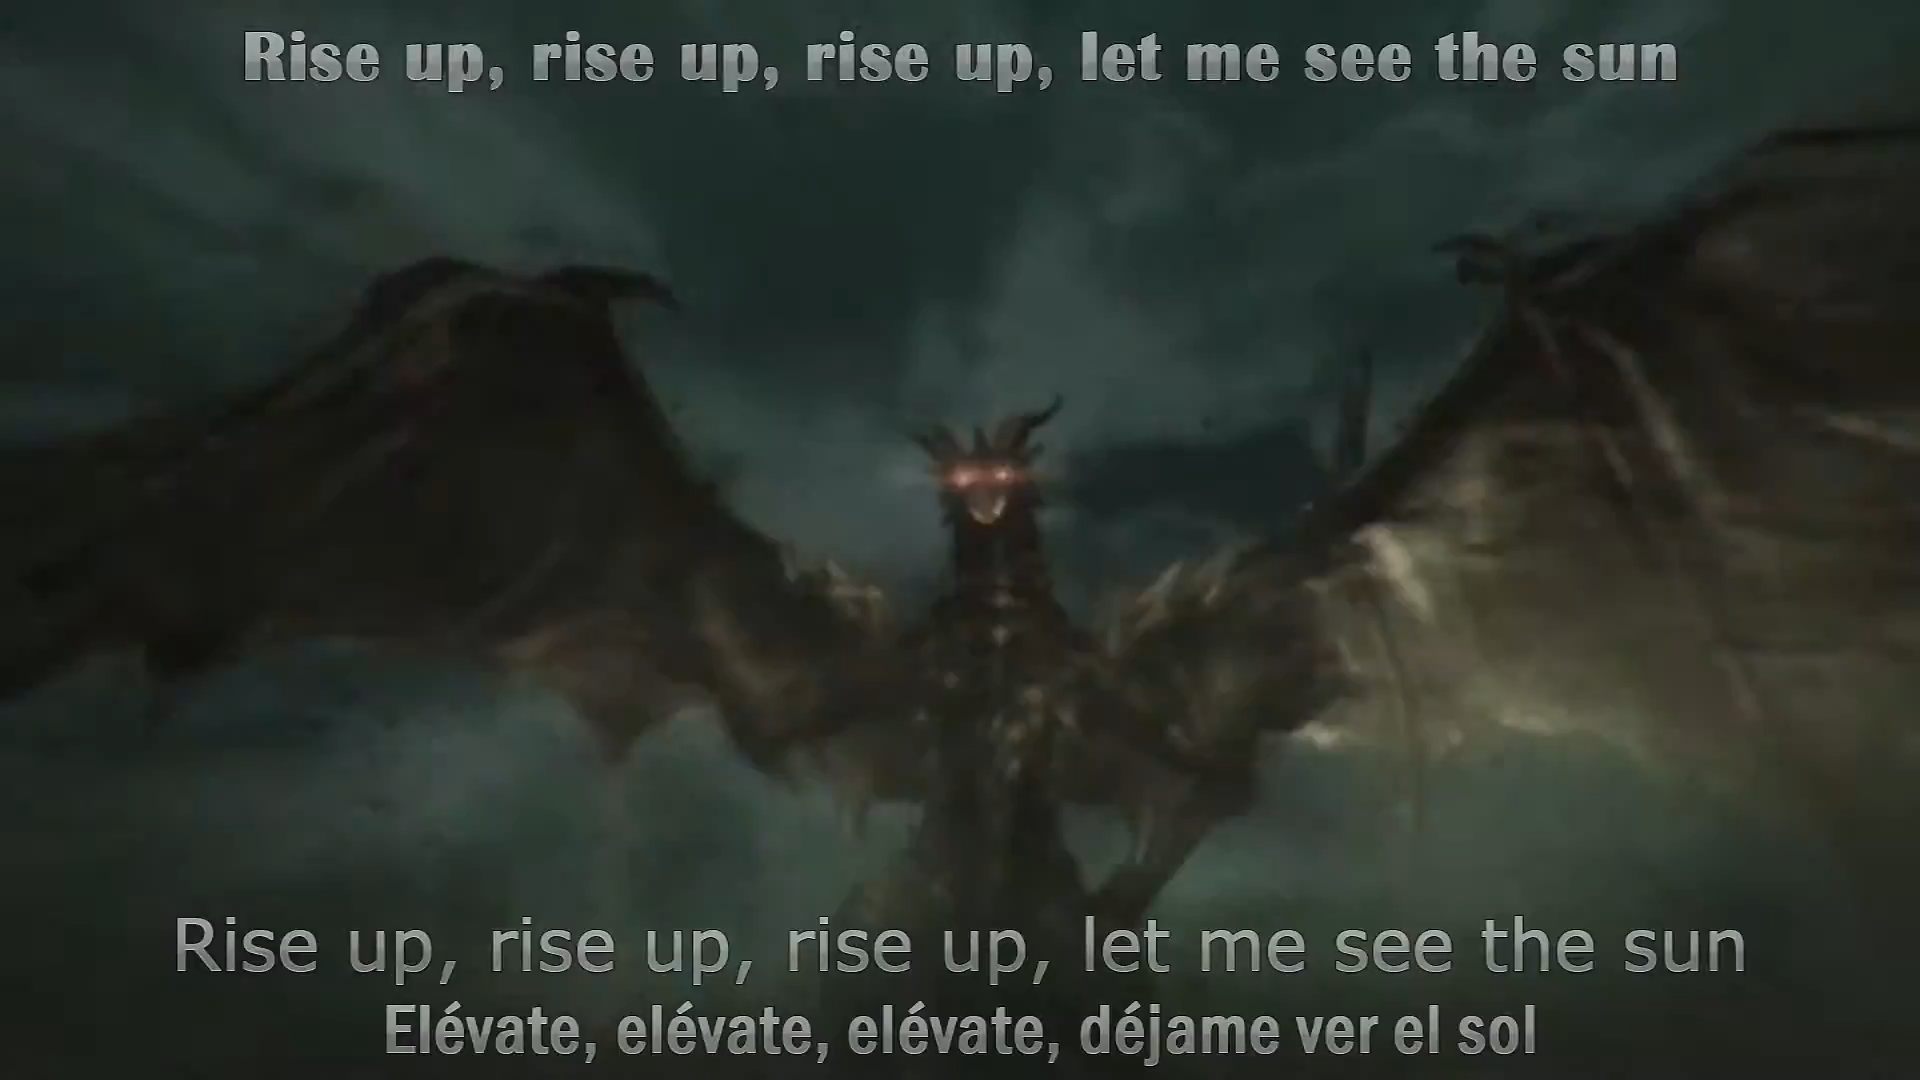 Rise up, rise up, rise up, let me see the sun
Rise up, rise up, rise up, let me see the sun
Elévate, elévate, elévate, déjame ver el sol